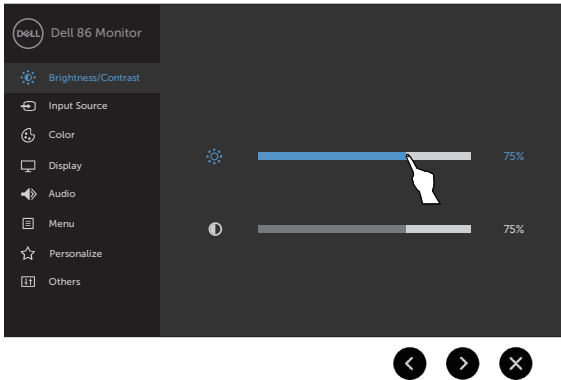 DELL Dell 86 Monitor
Brightness/Contrast
Input Source
Color
Display
Audio
Menu
Personalize
Others
75%
75%